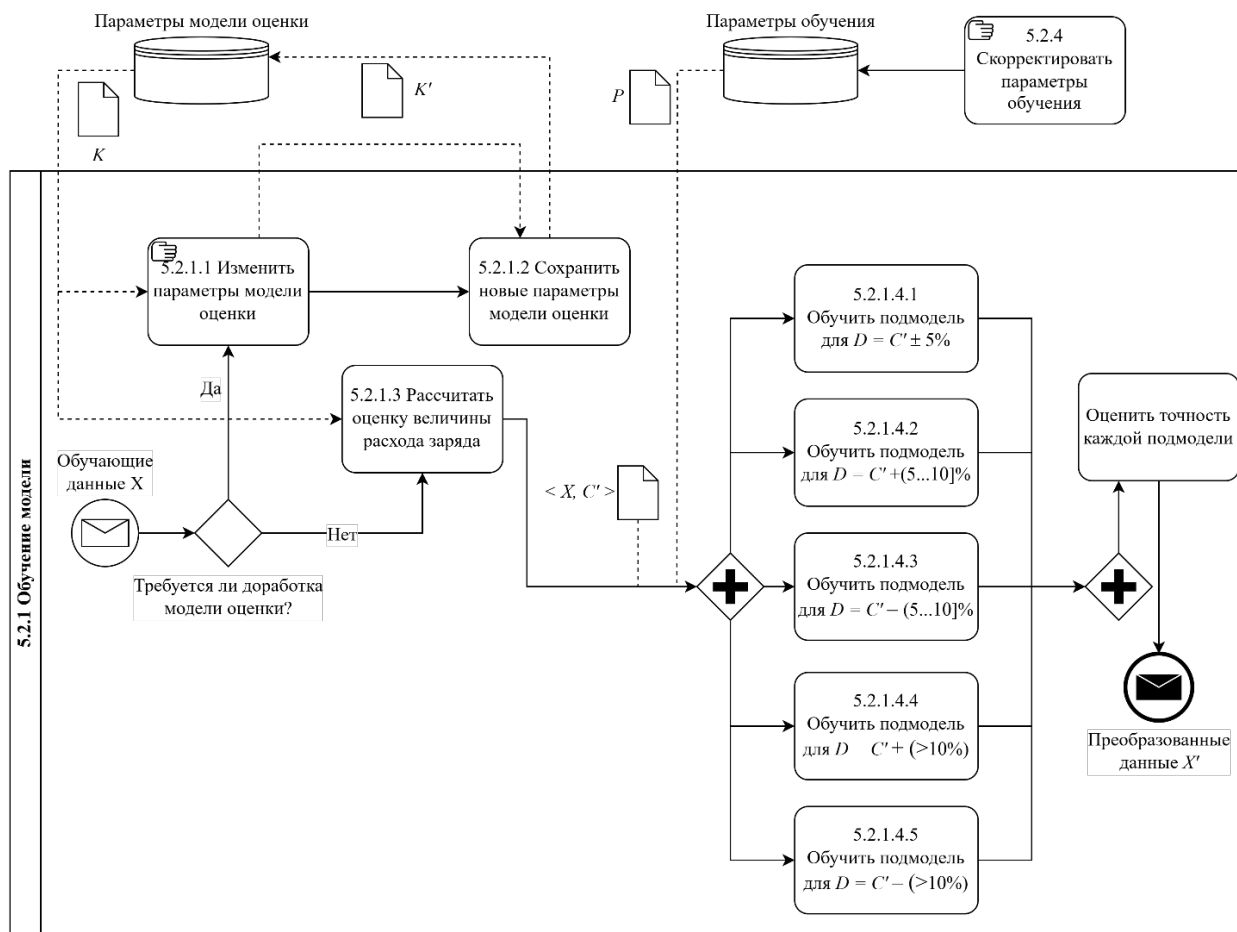 Параметры модели оценки
Параметры обучения
5.2.4
Скорректировать
параметры
обучения
K
K'
P
5.2.1 Обучение модели
5.2.1.1 Изменить
параметры модели
оценки
5.2.1.2 Сохранить
новые параметры
модели оценки
Да
5.2.1.3 Рассчитать
оценку величины
расхода заряда
Обучающие
данные X
Нет
Требуется ли доработка
модели оценки?
< X, C' >
5.2.1.4.1
Обучить подмодель
для D = C' ± 5%
5.2.1.4.2
Обучить подмодель
для D = C' +(5...10]%
5.2.1.4.3
Обучить подмодель
для D = C' − (5...10]%
5.2.1.4.4
Обучить подмодель
для D C' + (>10%)
5.2.1.4.5
Обучить подмодель
для D = C' − (>10%)
Оценить точность
каждой подмодели
Преобразованные
данные X'